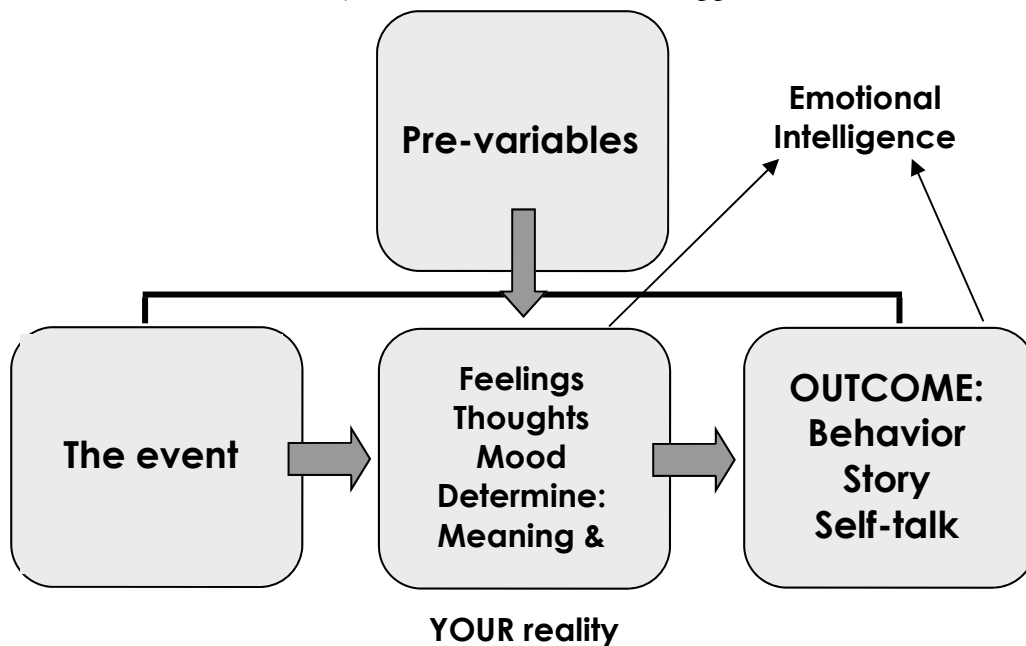 Pre-variables
Emotional
Intelligence
The event
Feelings
Thoughts
Mood
Determine:
Meaning &
OUTCOME:
Behavior
Story
Self-talk
YOUR reality